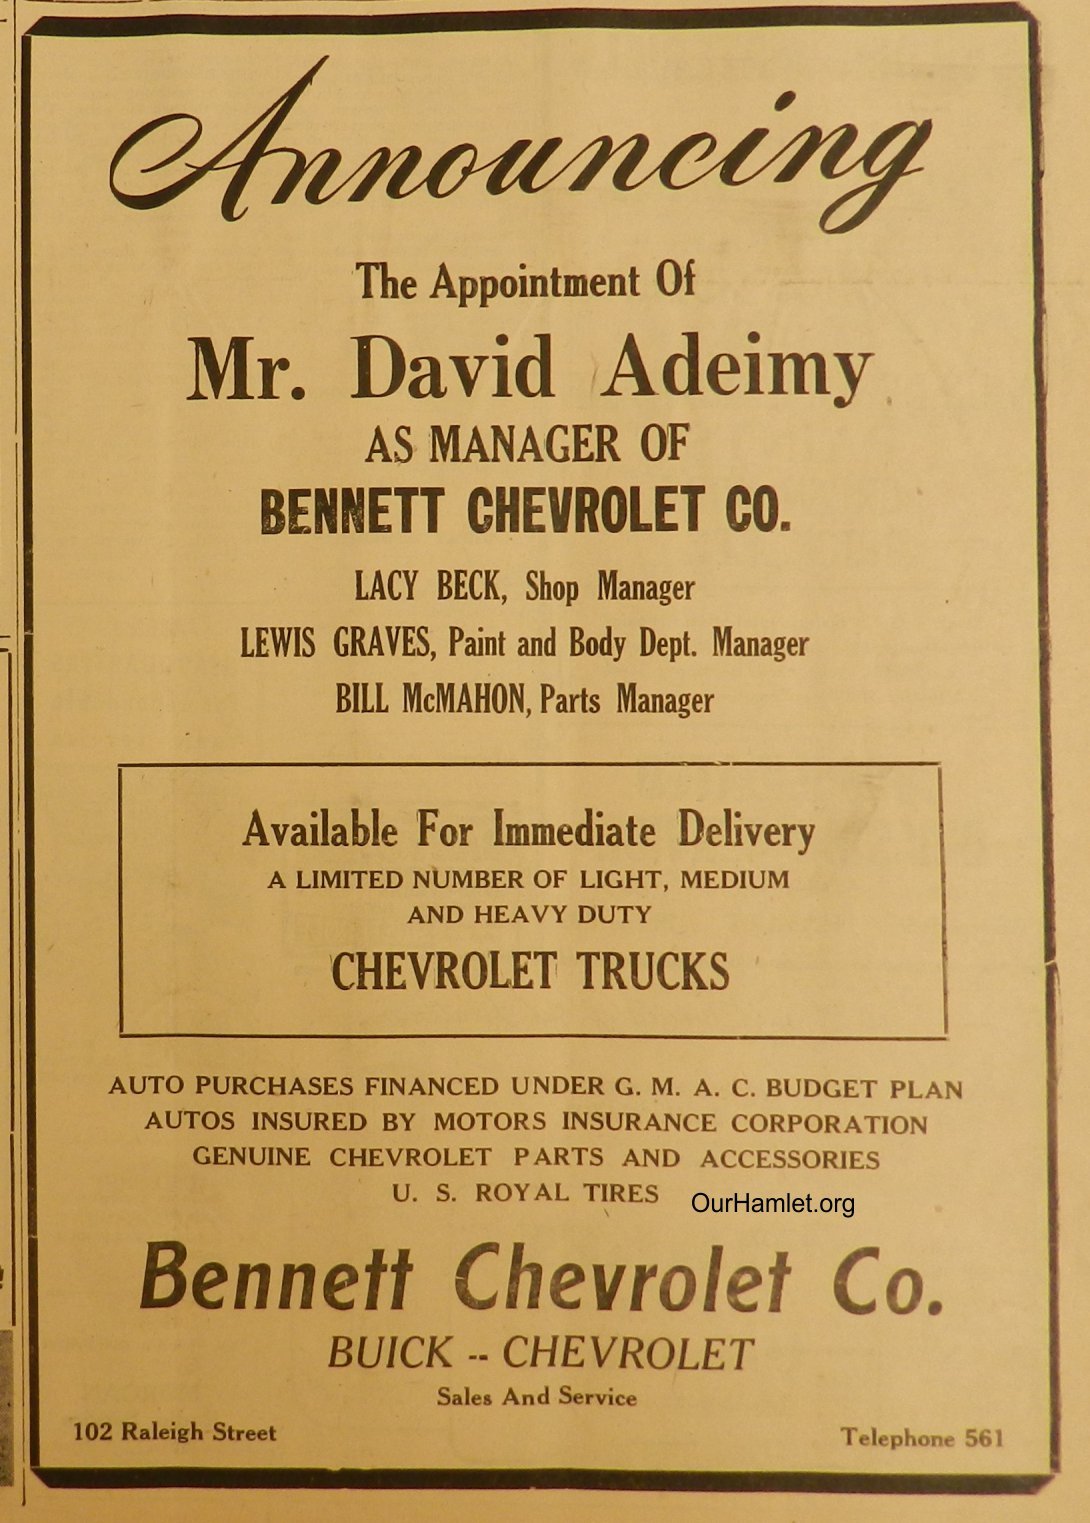 Announcing
The Appointment Of
Mr. David Adeimy
AS MANAGER OF
BENNETT CHEVROLET CO.
LACY BECK, Shop Manager
LEWIS GRAVES, Paint and Body Dept. Manager
BILL McMAHON, Parts Manager
Available For Immediate Delivery
A LIMITED NUMBER OF LIGHT, MEDIUM
AND HEAVY DUTY
CHEVROLET TRUCKS
AUTO PURCHASES FINANCED UNDER G. M. A. C. BUDGET PLAN
AUTOS INSURED BY MOTORS INSURANCE CORPORATION
GENUINE CHEVROLET PARTS AND ACCESSORIES
U. S. ROYAL TIRES
OurHamlet.org
Bennett Chevrolet Co.
BUICK -- CHEVROLET
Sales And Service
102 Raleigh Street
Telephone 561